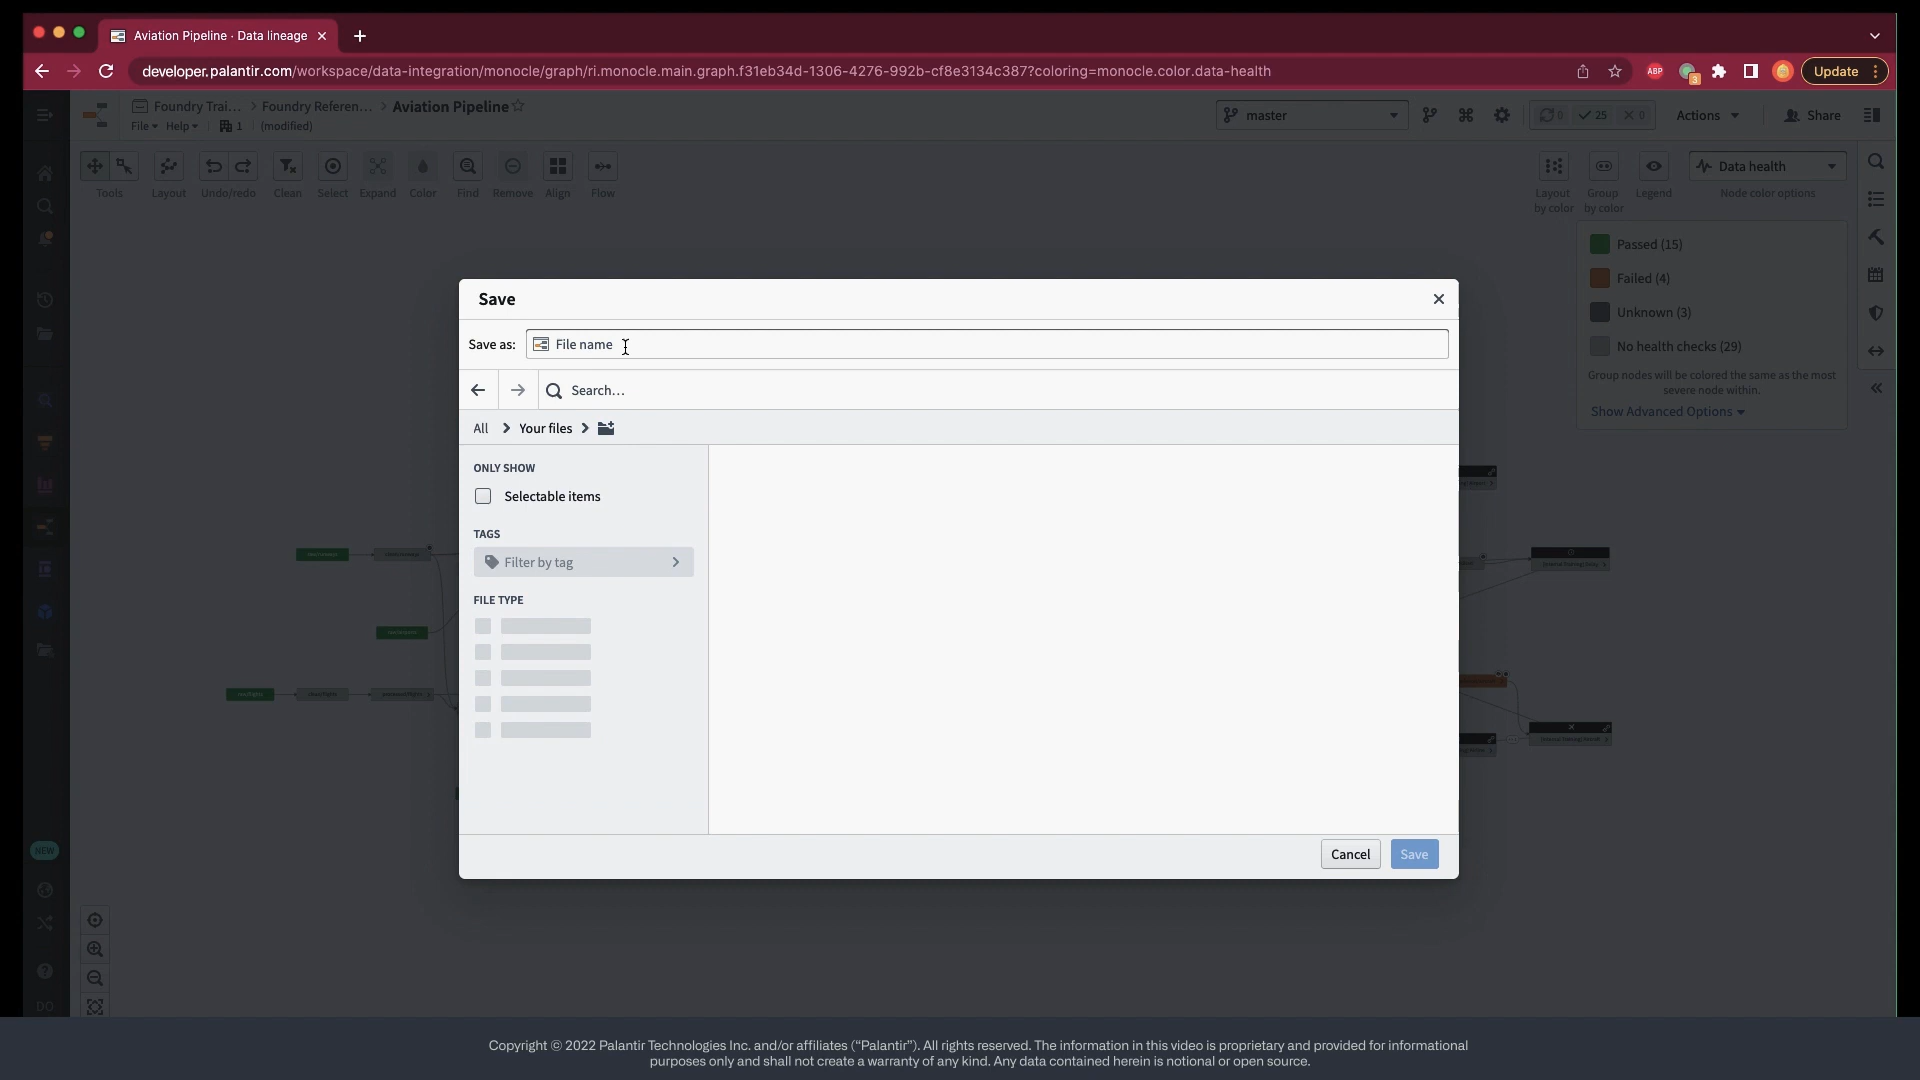 Aviation Pipeline · Data lineage
developer.palantir.com/workspace/data-integration/monocle/graph/ri.monocle.main.graph.f31eb34d-1306-4276-992b-cf8e3134c387?coloring=monocle.color.data-health
ABP
3
Update
Foundry Trai... > Foundry Referen... > Aviation Pipeline
File Help 1 (modified)
master
0 25 0
Actions
Share
Tools Layout Undo/redo Clean Select Expand Color Find Remove Align Flow
Data health
Layout by color
Group by color
Legend
Node color options
Passed (15)
Failed (4)
Unknown (3)
No health checks (29)
Group nodes will be colored the same as the most
severe node within.
Show Advanced Options
Save
Save as: File name
Search...
All > Your files >
ONLY SHOW
Selectable items
TAGS
Filter by tag
FILE TYPE
Cancel Save
NEW
DO
Copyright © 2022 Palantir Technologies Inc. and/or affiliates (“Palantir”). All rights reserved. The information in this video is proprietary and provided for informational
purposes only and shall not create a warranty of any kind. Any data contained herein is notional or open source.